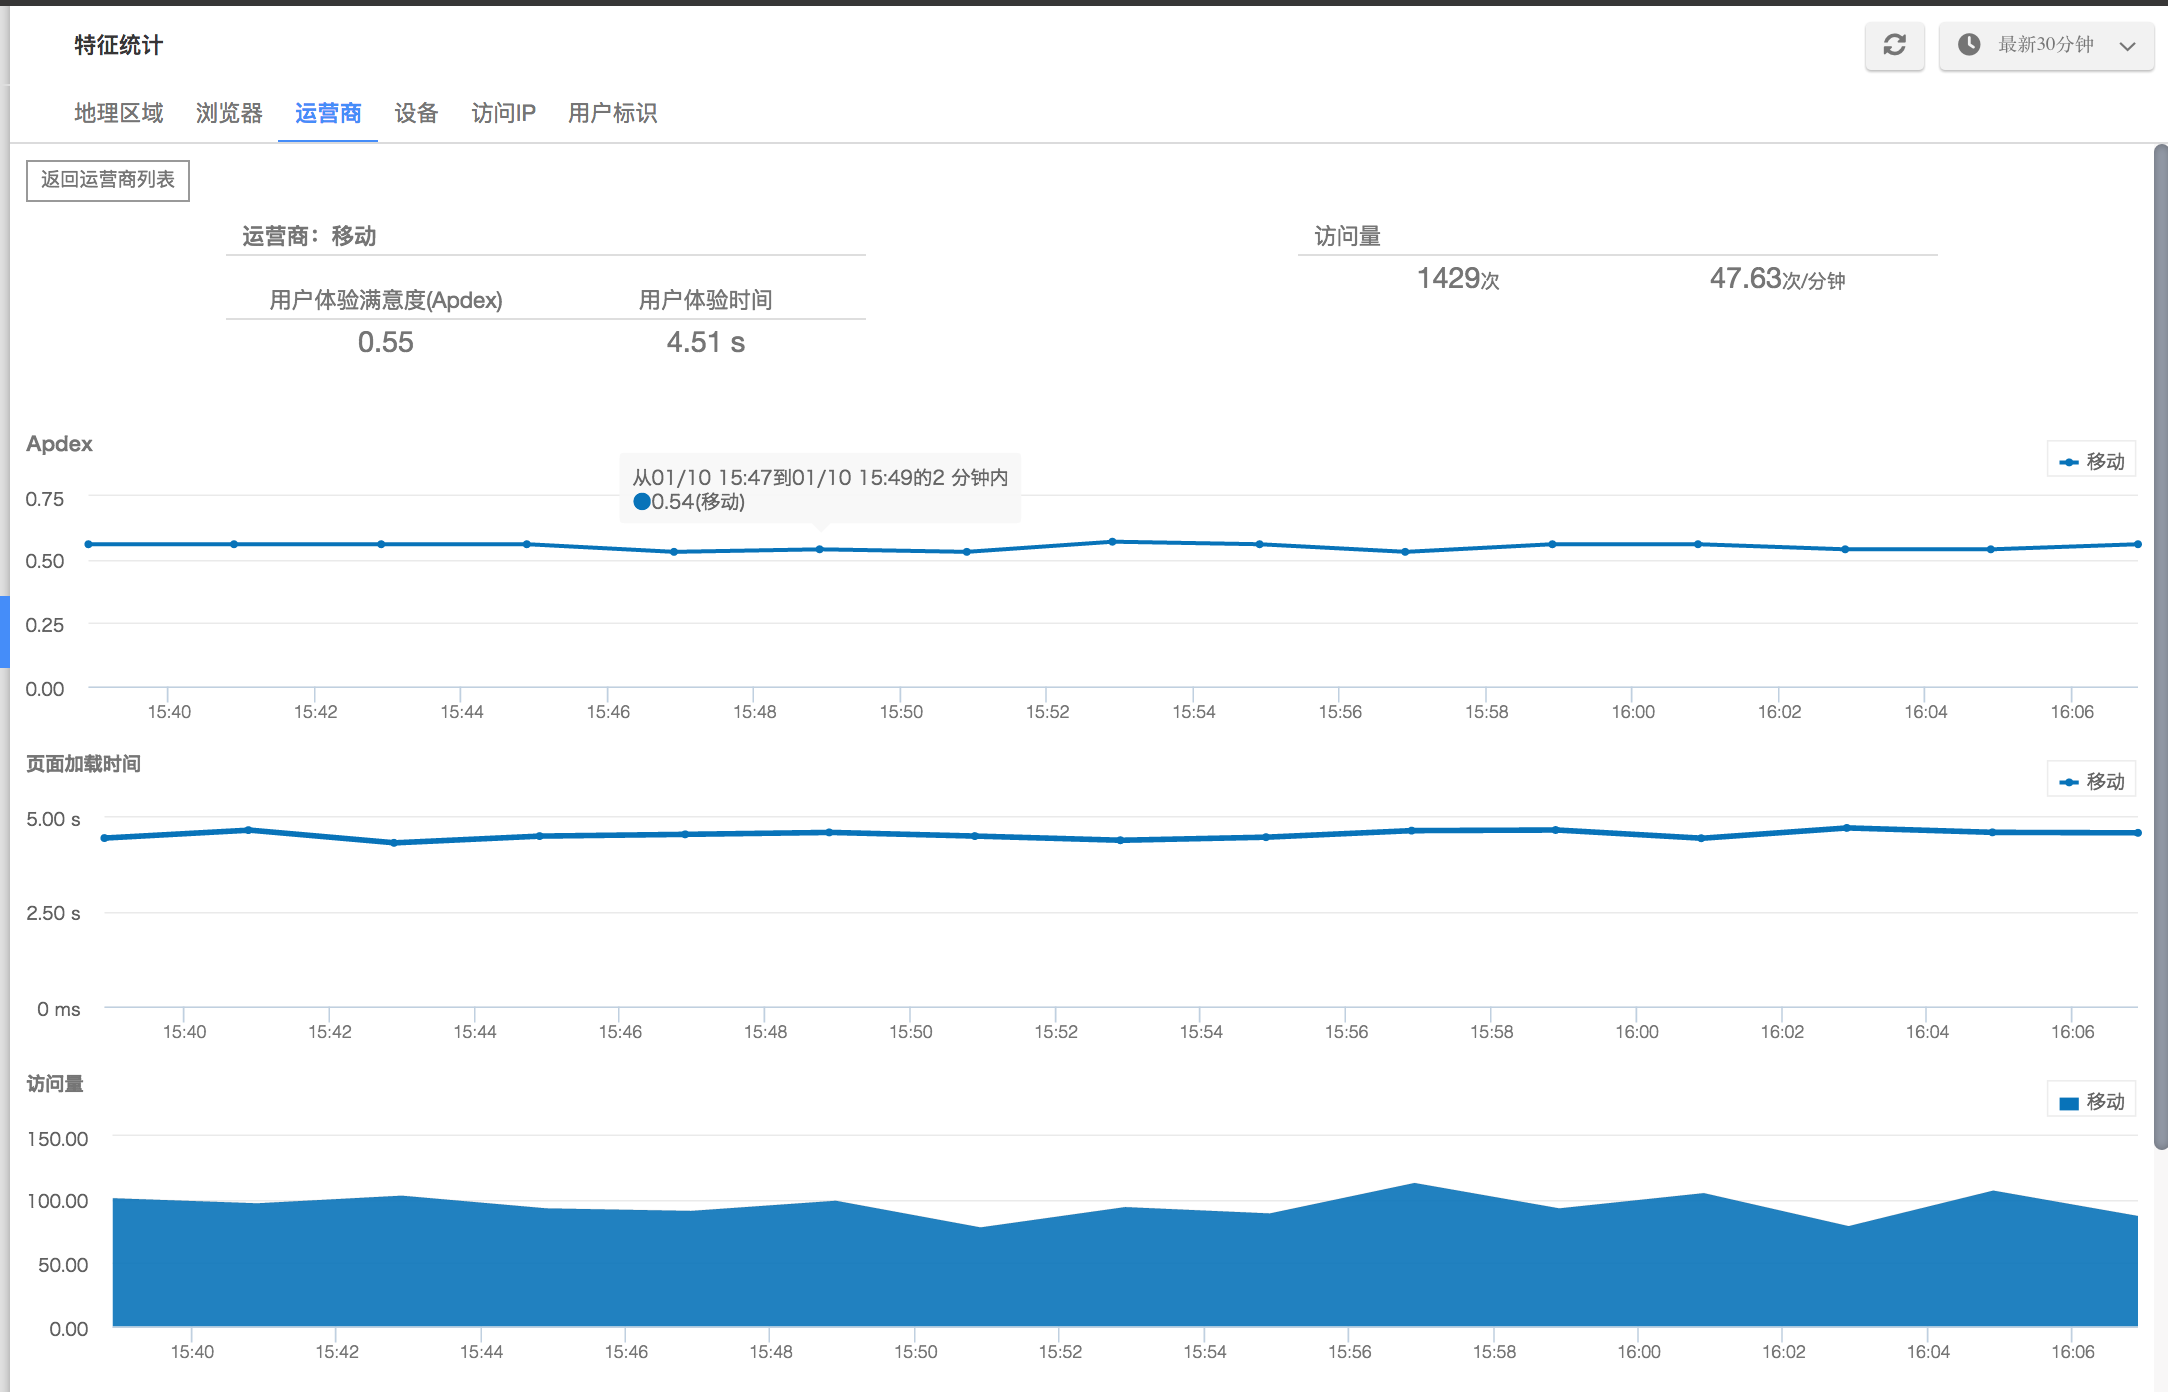 特征统计
最新30分钟
地理区域 浏览器 运营商 设备 访问IP 用户标识
返回运营商列表
运营商：移动
访问量
1429次 47.63次/分钟
用户体验满意度(Apdex) 用户体验时间
0.55 4.51 s
Apdex
移动
从01/10 15:47到01/10 15:49的2 分钟内
0.54(移动)
0.75
0.50
0.25
0.00
15:40 15:42 15:44 15:46 15:48 15:50 15:52 15:54 15:56 15:58 16:00 16:02 16:04 16:06
页面加载时间
移动
5.00 s
2.50 s
0 ms
15:40 15:42 15:44 15:46 15:48 15:50 15:52 15:54 15:56 15:58 16:00 16:02 16:04 16:06
访问量
移动
150.00
100.00
50.00
0.00
15:40 15:42 15:44 15:46 15:48 15:50 15:52 15:54 15:56 15:58 16:00 16:02 16:04 16:06